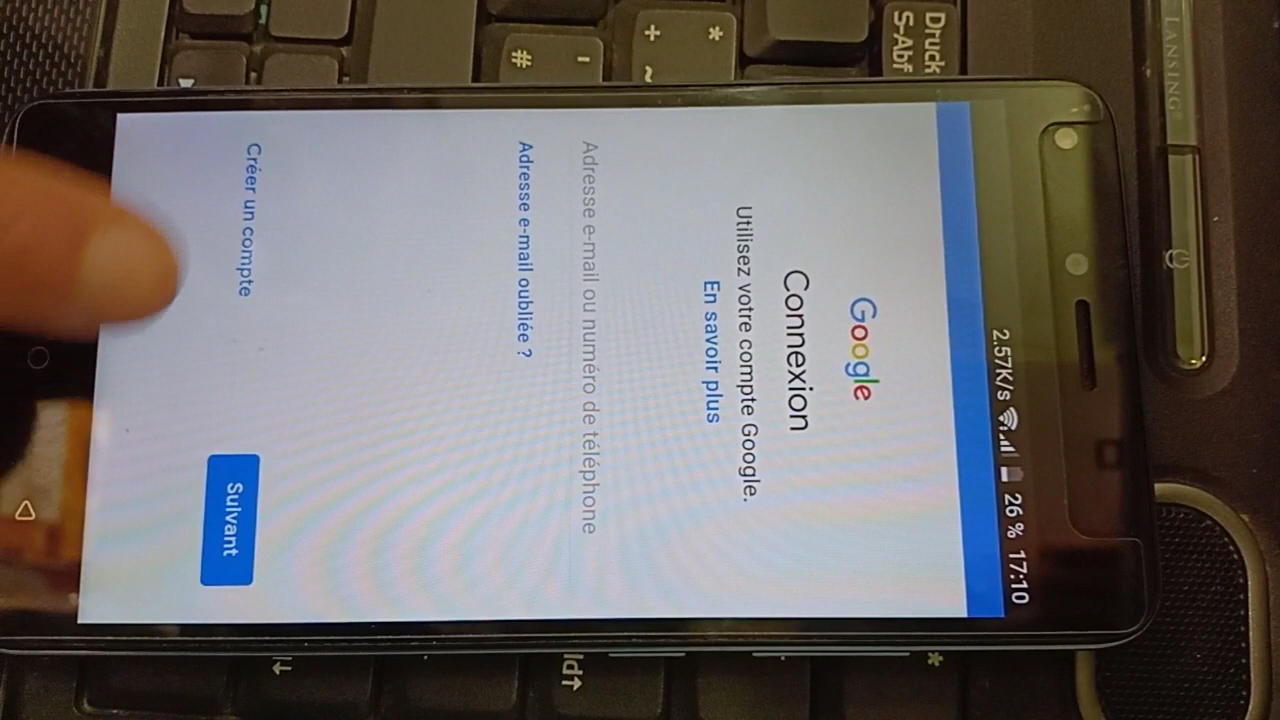 2.57K/s 26 % 17:10
Google
Connexion
Utilisez votre compte Google.
En savoir plus
Adresse e-mail ou numéro de téléphone
Adresse e-mail oubliée ?
Créer un compte
Suivant
Druck
S-Abf
*
+ ~
'
#
LANSING
*